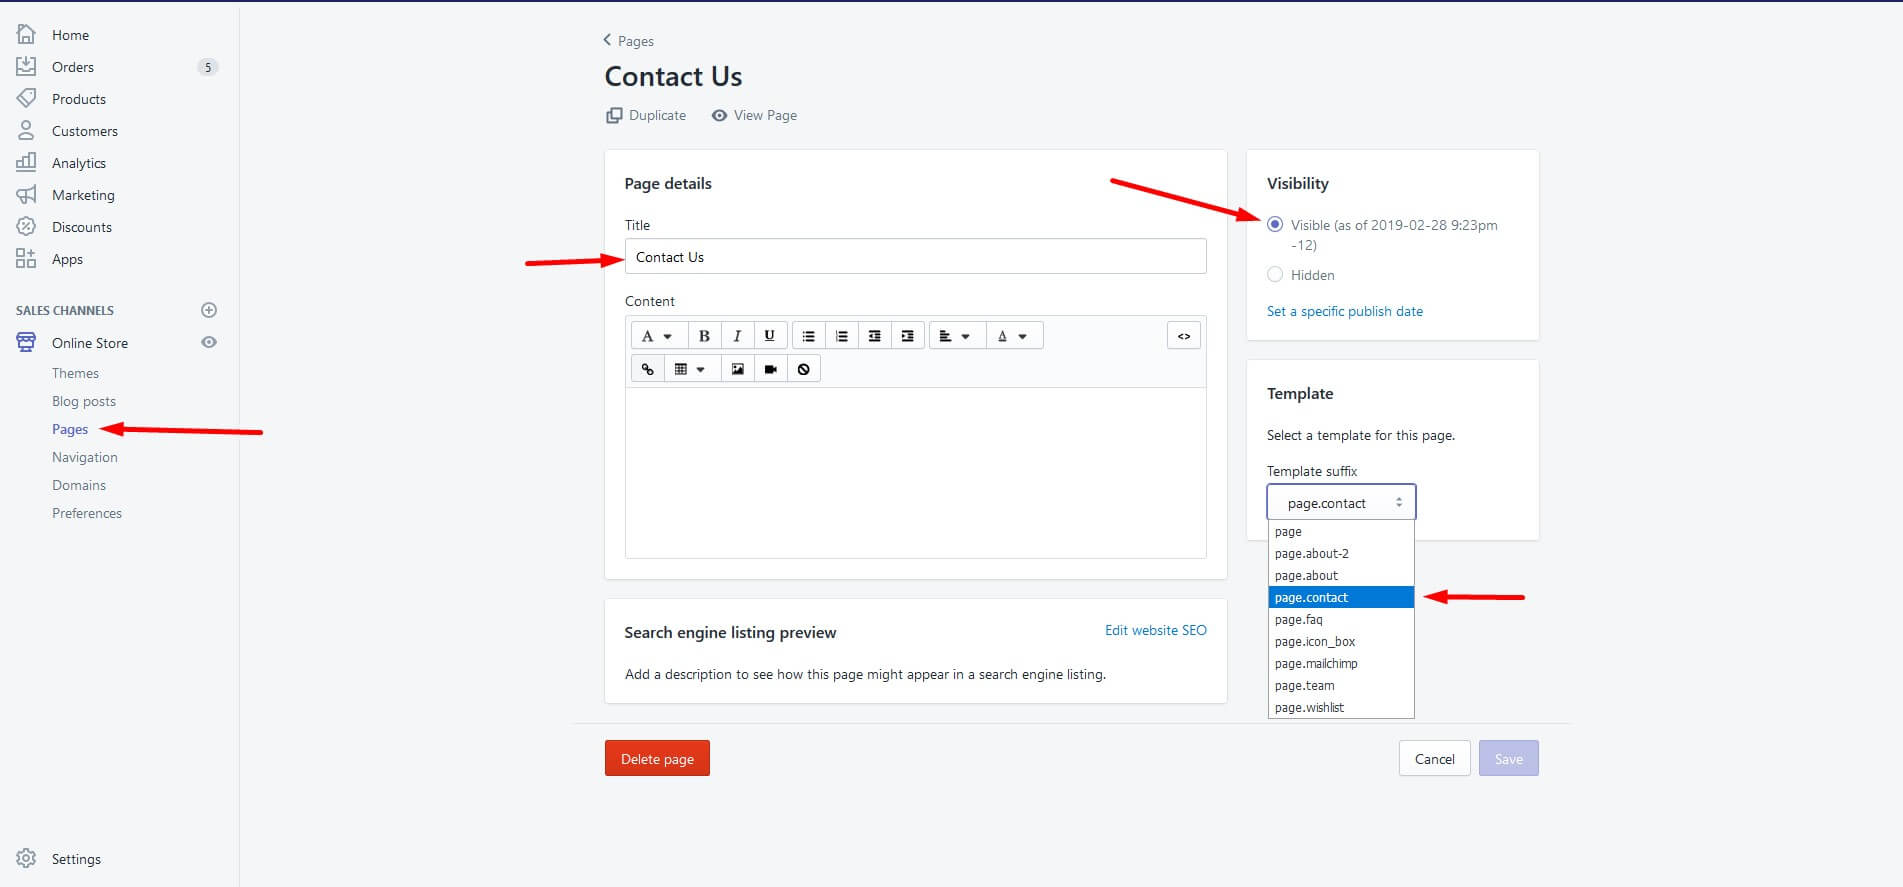 Home
Orders
5
Products
Customers
Analytics
Marketing
Discounts
Apps
SALES CHANNELS
Online Store
Themes
Blog posts
Pages
Navigation
Domains
Preferences
Settings
Pages
Contact Us
Duplicate
View Page
Page details
Title
Contact Us
Content
A
B
I
U
A
<>
Search engine listing preview
Edit website SEO
Add a description to see how this page might appear in a search engine listing.
Visibility
Visible (as of 2019-02-28 9:23pm
-12)
Hidden
Set a specific publish date
Template
Select a template for this page.
Template suffix
page.contact
page
page.about-2
page.about
page.contact
page.faq
page.icon_box
page.mailchimp
page.team
page.wishlist
Delete page
Cancel
Save